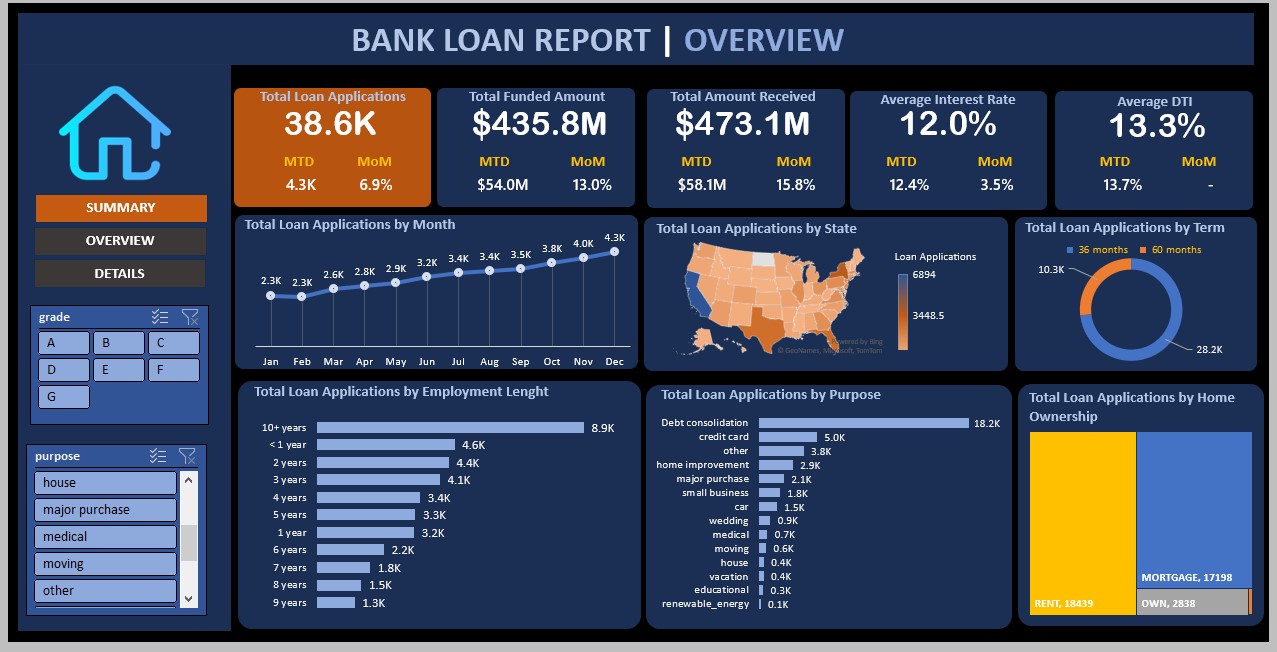 BANK LOAN REPORT | OVERVIEW
SUMMARY
OVERVIEW
DETAILS
grade
A B C
D E F
G
purpose
house
major purchase
medical
moving
other
Total Loan Applications
38.6K
MTD MoM
4.3K 6.9%
Total Funded Amount
$435.8M
MTD MoM
$54.0M 13.0%
Total Amount Received
$473.1M
MTD MoM
$58.1M 15.8%
Average Interest Rate
12.0%
MTD MoM
12.4% 3.5%
Average DTI
13.3%
MTD MoM
13.7% -
Total Loan Applications by Month
2.3K 2.3K 2.6K 2.8K 2.9K 3.2K 3.4K 3.4K 3.5K 3.8K 4.0K 4.3K
Jan Feb Mar Apr May Jun Jul Aug Sep Oct Nov Dec
Total Loan Applications by State
Loan Applications
6894
3448.5
Powered by Bing
© GeoNames, Microsoft, TomTom
Total Loan Applications by Term
36 months 60 months
10.3K
28.2K
Total Loan Applications by Employment Lenght
10+ years 8.9K
< 1 year 4.6K
2 years 4.4K
3 years 4.1K
4 years 3.4K
5 years 3.3K
1 year 3.2K
6 years 2.2K
7 years 1.8K
8 years 1.5K
9 years 1.3K
Total Loan Applications by Purpose
Debt consolidation 18.2K
credit card 5.0K
other 3.8K
home improvement 2.9K
major purchase 2.1K
small business 1.8K
car 1.5K
wedding 0.9K
medical 0.7K
moving 0.6K
house 0.4K
vacation 0.4K
educational 0.3K
renewable_energy 0.1K
Total Loan Applications by Home
Ownership
MORTGAGE, 17198
RENT, 18439
OWN, 2838